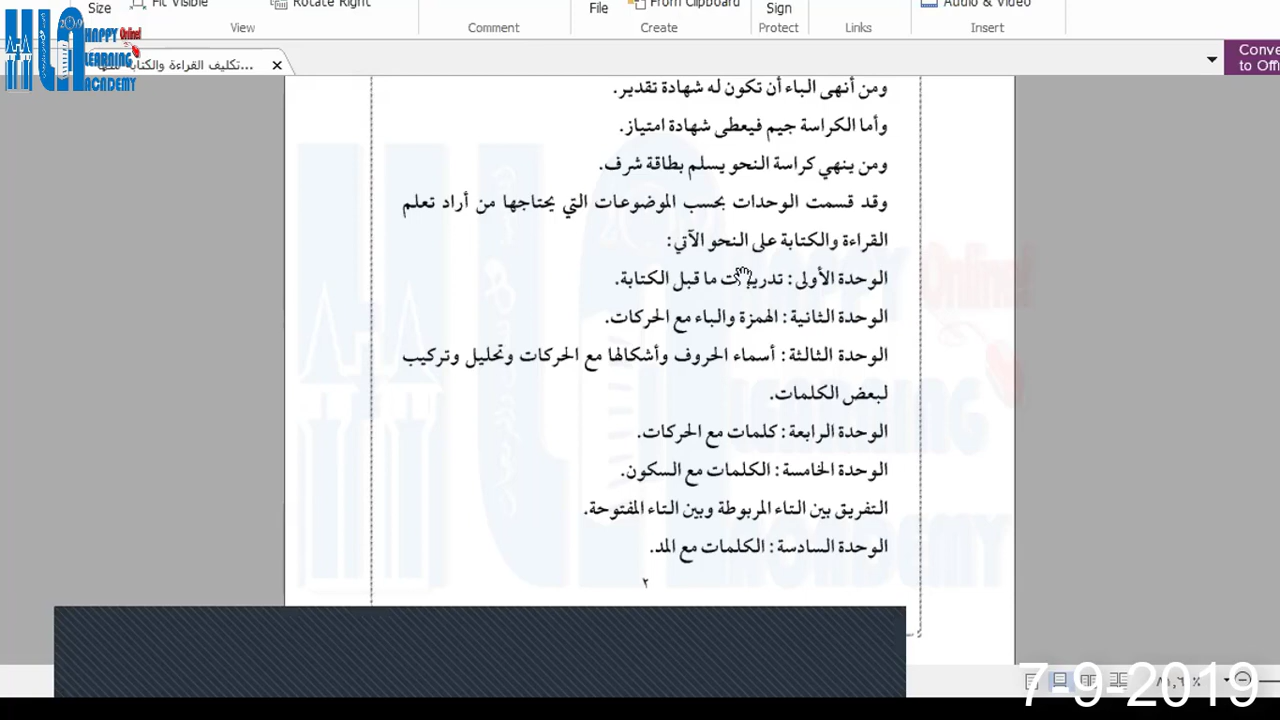 Size
Fit Visible
Rotate Right
File
From Clipboard
Sign
Audio & Video
View
Comment
Create
Protect
Links
Insert
HAPPY Online!
LEARNING
ACADEMY
تكليف القراءة والكتابة
Conve
to Off
ومن أنهى الباء أن تكون له شهادة تقدير.
وأما الكراسة جيم فيعطى شهادة امتياز.
ومن ينهي كراسة النحو يسلم بطاقة شرف.
وقد قسمت الوحدات بحسب الموضوعات التي يحتاجها من أراد تعلم
القراءة والكتابة على النحو الآتي:
الوحدة الأولى: تدريبات ما قبل الكتابة.
الوحدة الثانية: الهمزة والباء مع الحركات.
الوحدة الثالثة: أسماء الحروف وأشكالها مع الحركات وتحليل وتركيب
لبعض الكلمات.
الوحدة الرابعة: كلمات مع الحركات.
الوحدة الخامسة: الكلمات مع السكون.
التفريق بين التاء المربوطة وبين التاء المفتوحة.
الوحدة السادسة: الكلمات مع المد.
٢
7-9-2019